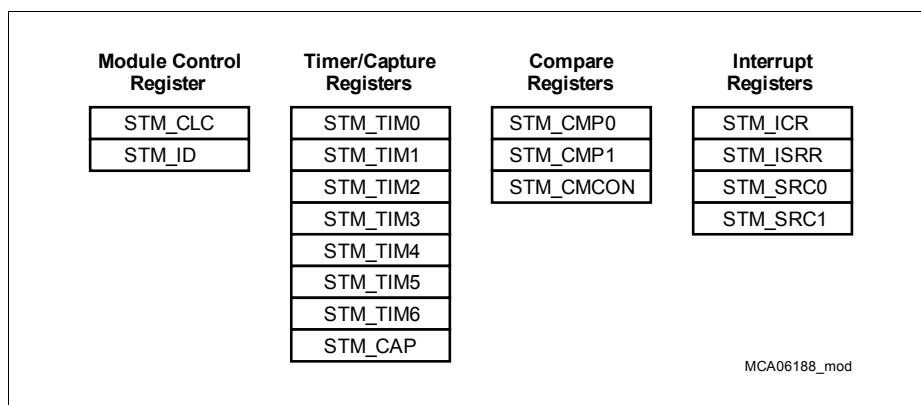 Module Control
Register
STM_CLC
STM_ID
Timer/Capture
Registers
STM_TIM0
STM_TIM1
STM_TIM2
STM_TIM3
STM_TIM4
STM_TIM5
STM_TIM6
STM_CAP
Compare
Registers
STM_CMP0
STM_CMP1
STM_CMCON
Interrupt
Registers
STM_ICR
STM_ISRR
STM_SRC0
STM_SRC1
MCA06188_mod